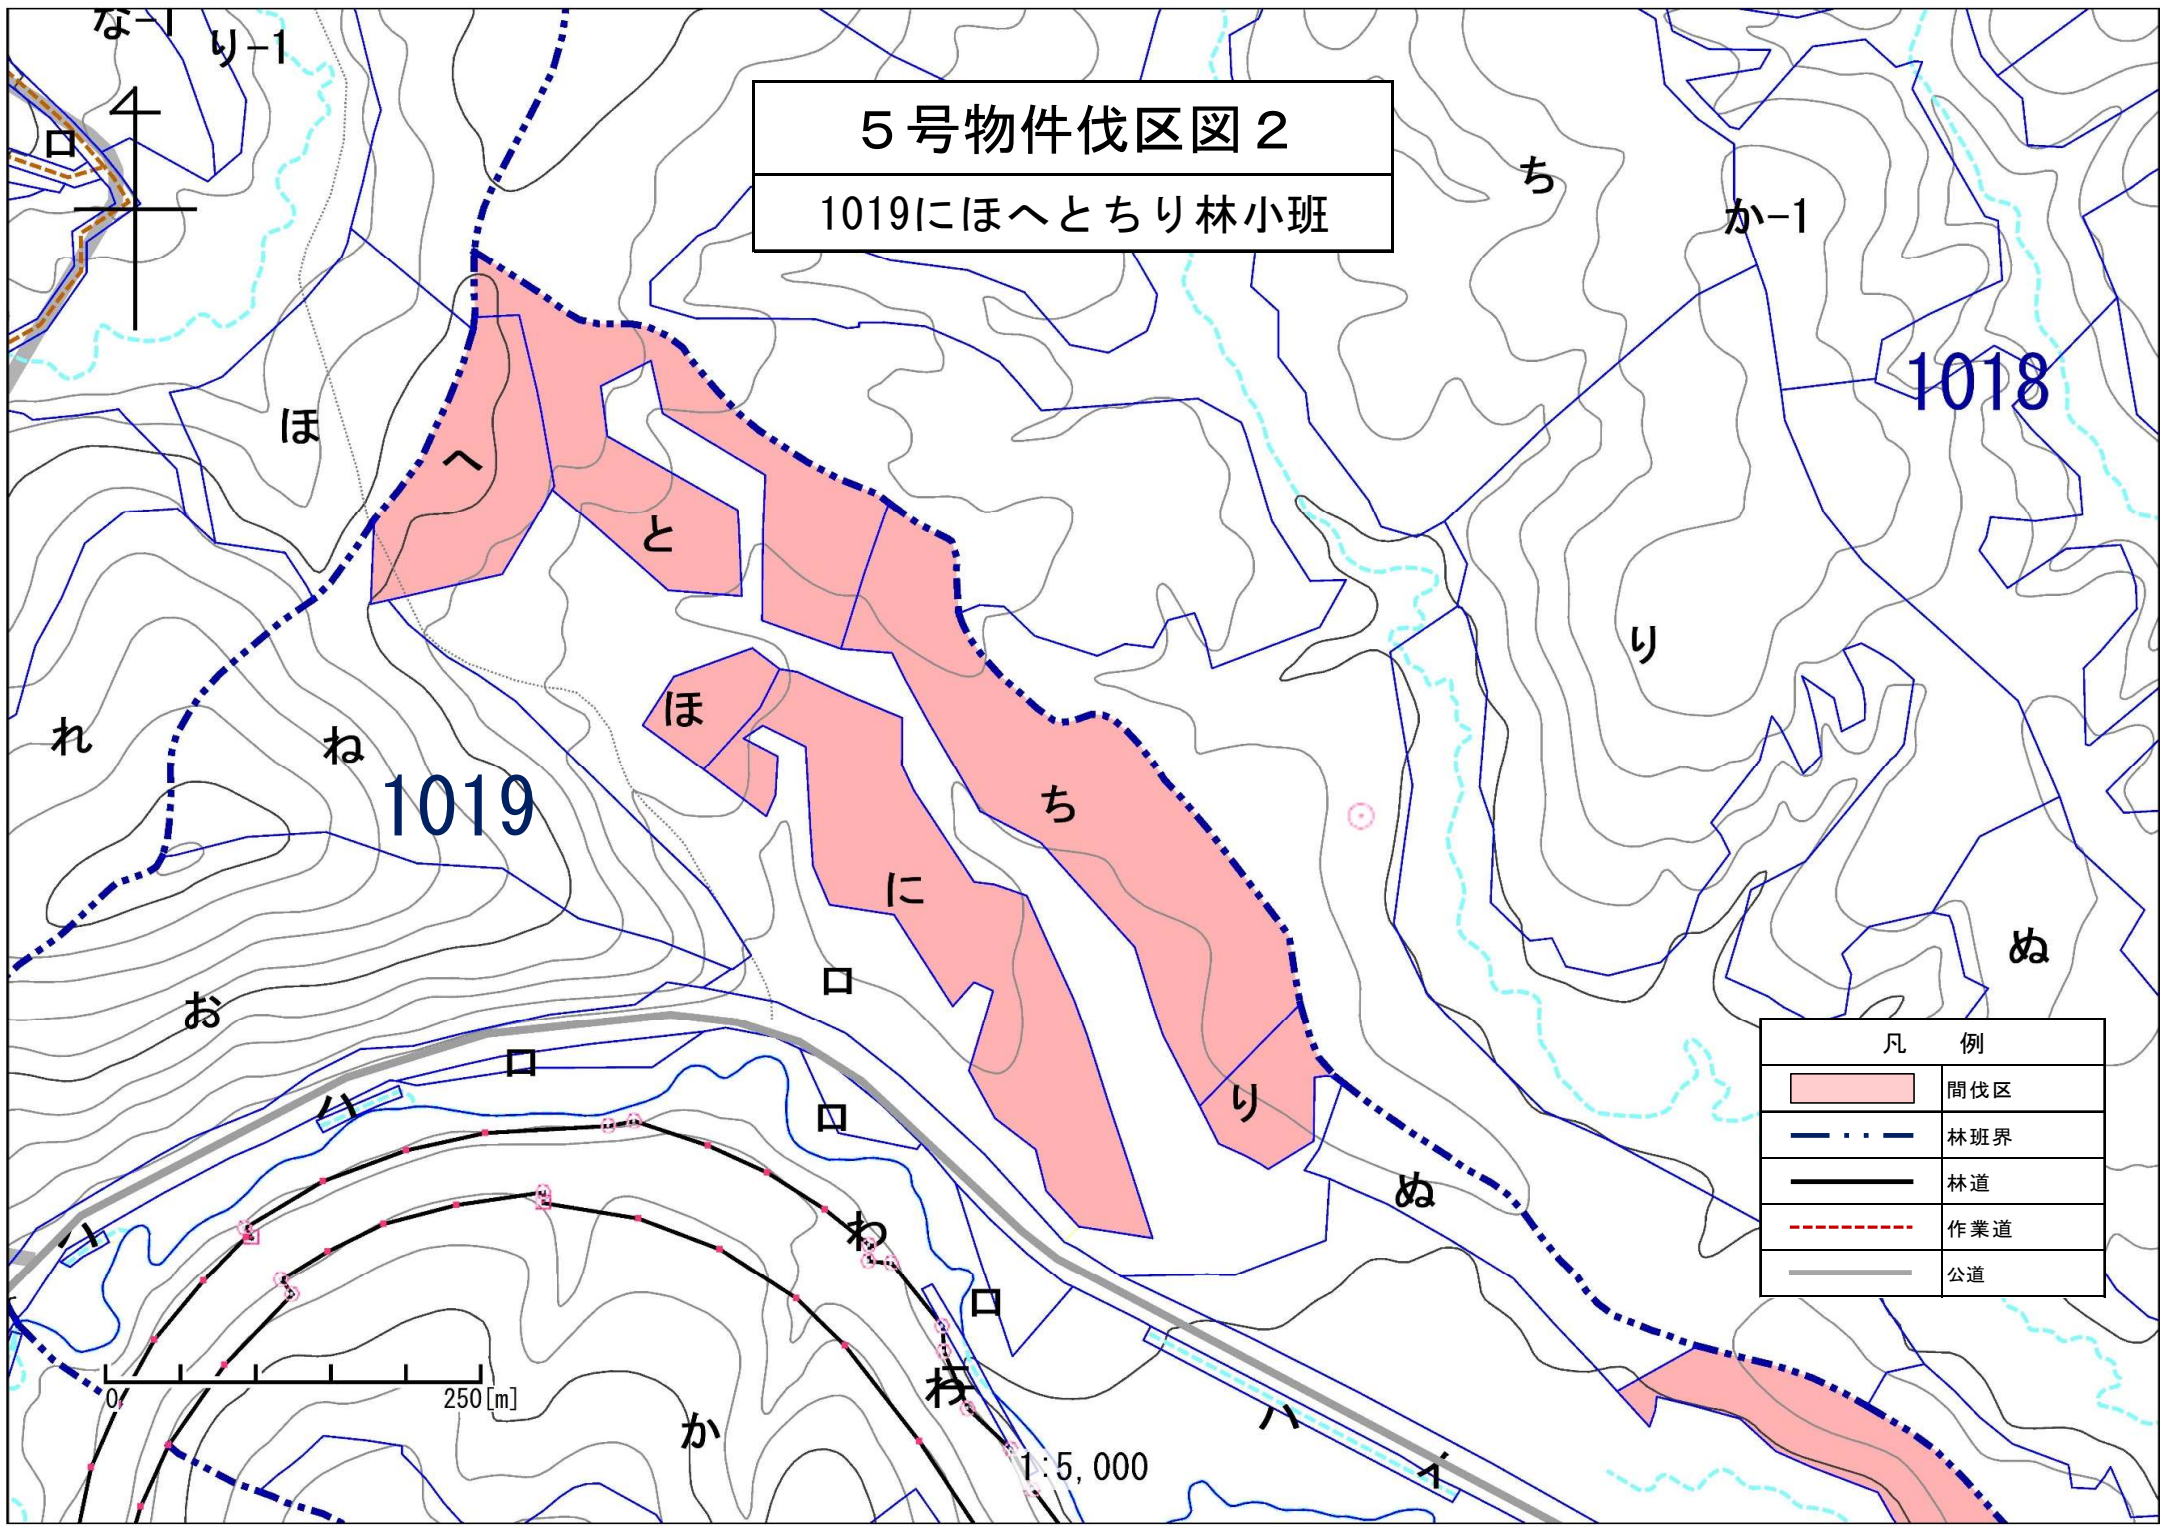 な-1
り-1
ロ
５号物件伐区図２
1019にほへとちり林小班
ち
か-1
1018
ほ
へ
と
り
ほ
れ
ね
1019
ち
に
ぬ
ロ
お
ロ
ハ
ロ
り
凡 例
間伐区
林班界
林道
作業道
公道
ぬ
わ
ハ
ロ
0
250[m]
わ
か
ハ
イ
1:5,000